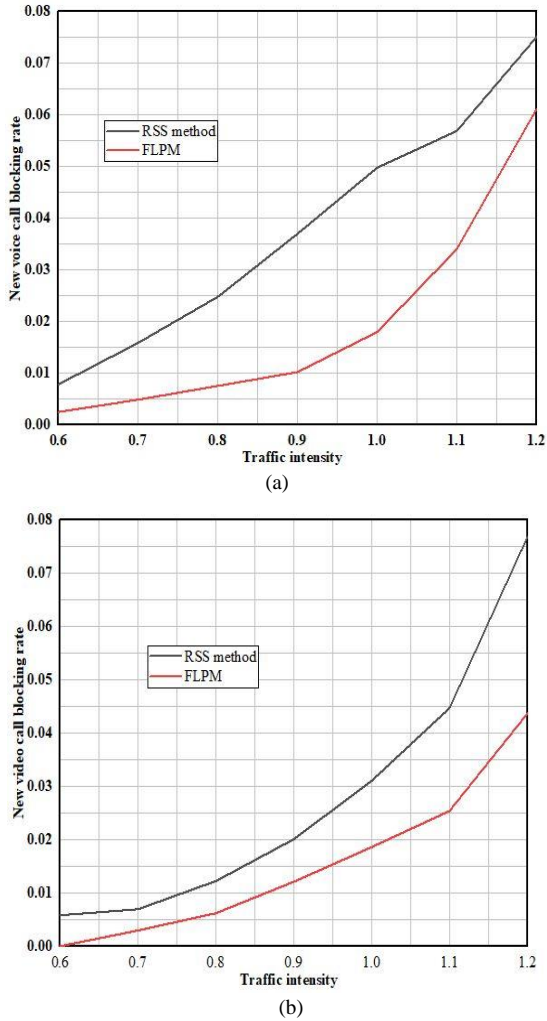 0.08
0.07
0.06
0.05
0.04
0.03
0.02
0.01
0.00
New voice call blocking rate
RSS method
FLPM
0.6 0.7 0.8 0.9 1.0 1.1 1.2
Traffic intensity
(a)
0.08
0.07
0.06
0.05
0.04
0.03
0.02
0.01
0.00
New video call blocking rate
RSS method
FLPM
0.6 0.7 0.8 0.9 1.0 1.1 1.2
Traffic intensity
(b)